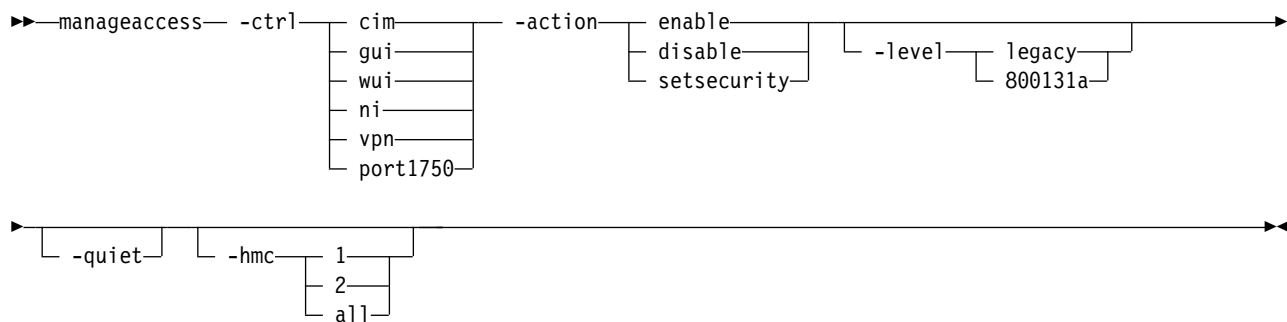 manageaccess -ctrl cim -action enable
gui disable -level legacy
wui setsecurity 800131a
ni
vpn
port1750
-quiet -hmc 1
2
all